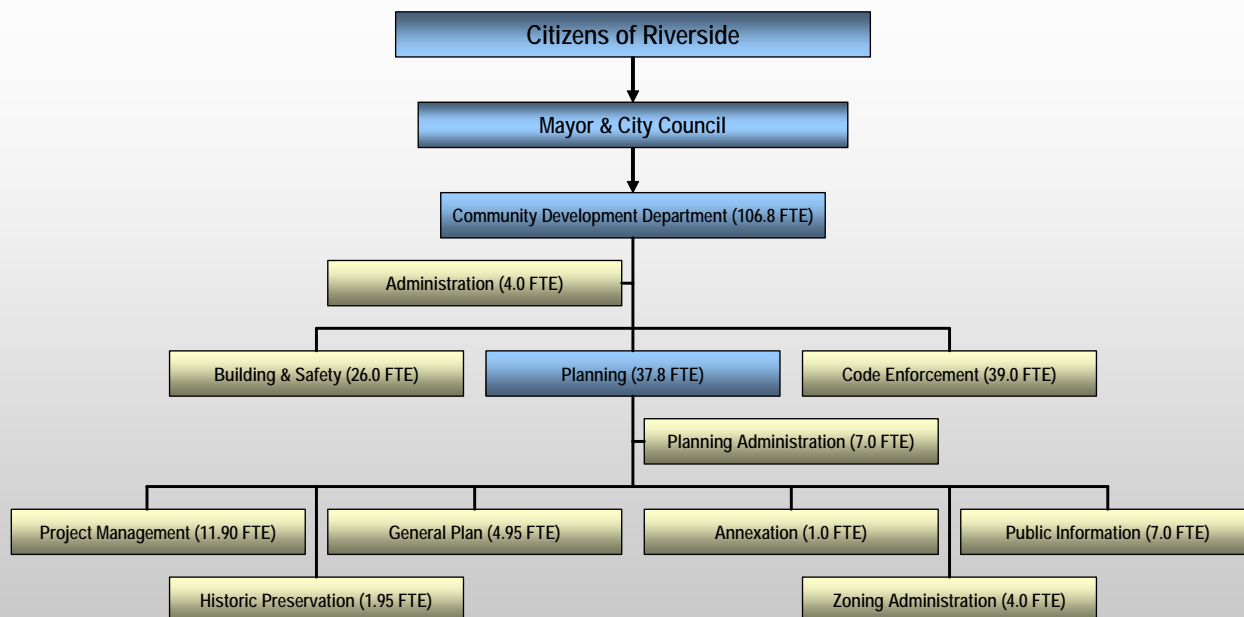 Citizens of Riverside
Mayor & City Council
Community Development Department (106.8 FTE)
Administration (4.0 FTE)
Building & Safety (26.0 FTE)
Planning (37.8 FTE)
Code Enforcement (39.0 FTE)
Planning Administration (7.0 FTE)
Project Management (11.90 FTE)
General Plan (4.95 FTE)
Annexation (1.0 FTE)
Public Information (7.0 FTE)
Historic Preservation (1.95 FTE)
Zoning Administration (4.0 FTE)